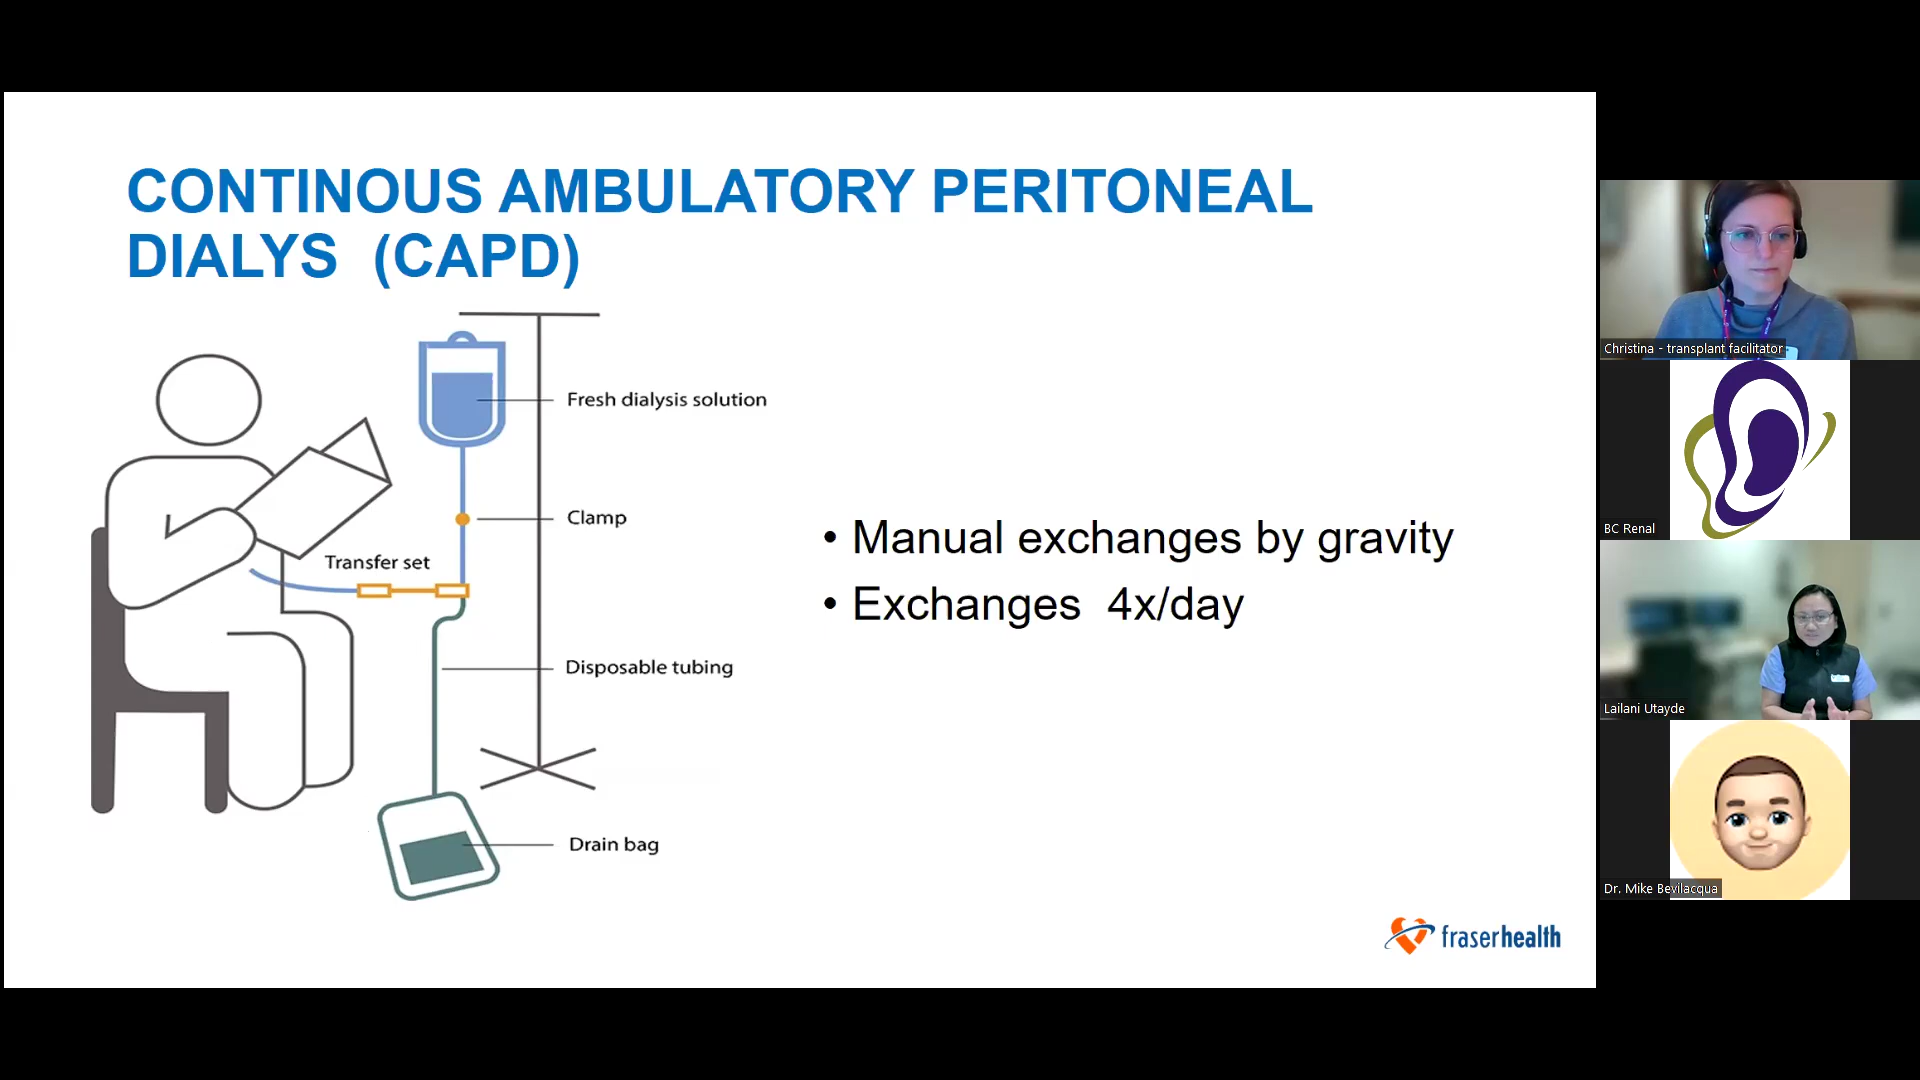 CONTINOUS AMBULATORY PERITONEAL
DIALYS (CAPD)
Fresh dialysis solution
Clamp
Transfer set
Disposable tubing
Drain bag
• Manual exchanges by gravity
• Exchanges 4x/day
fraserhealth
Christina - transplant facilitator
BC Renal
Lailani Utayde
Dr. Mike Bevilacqua